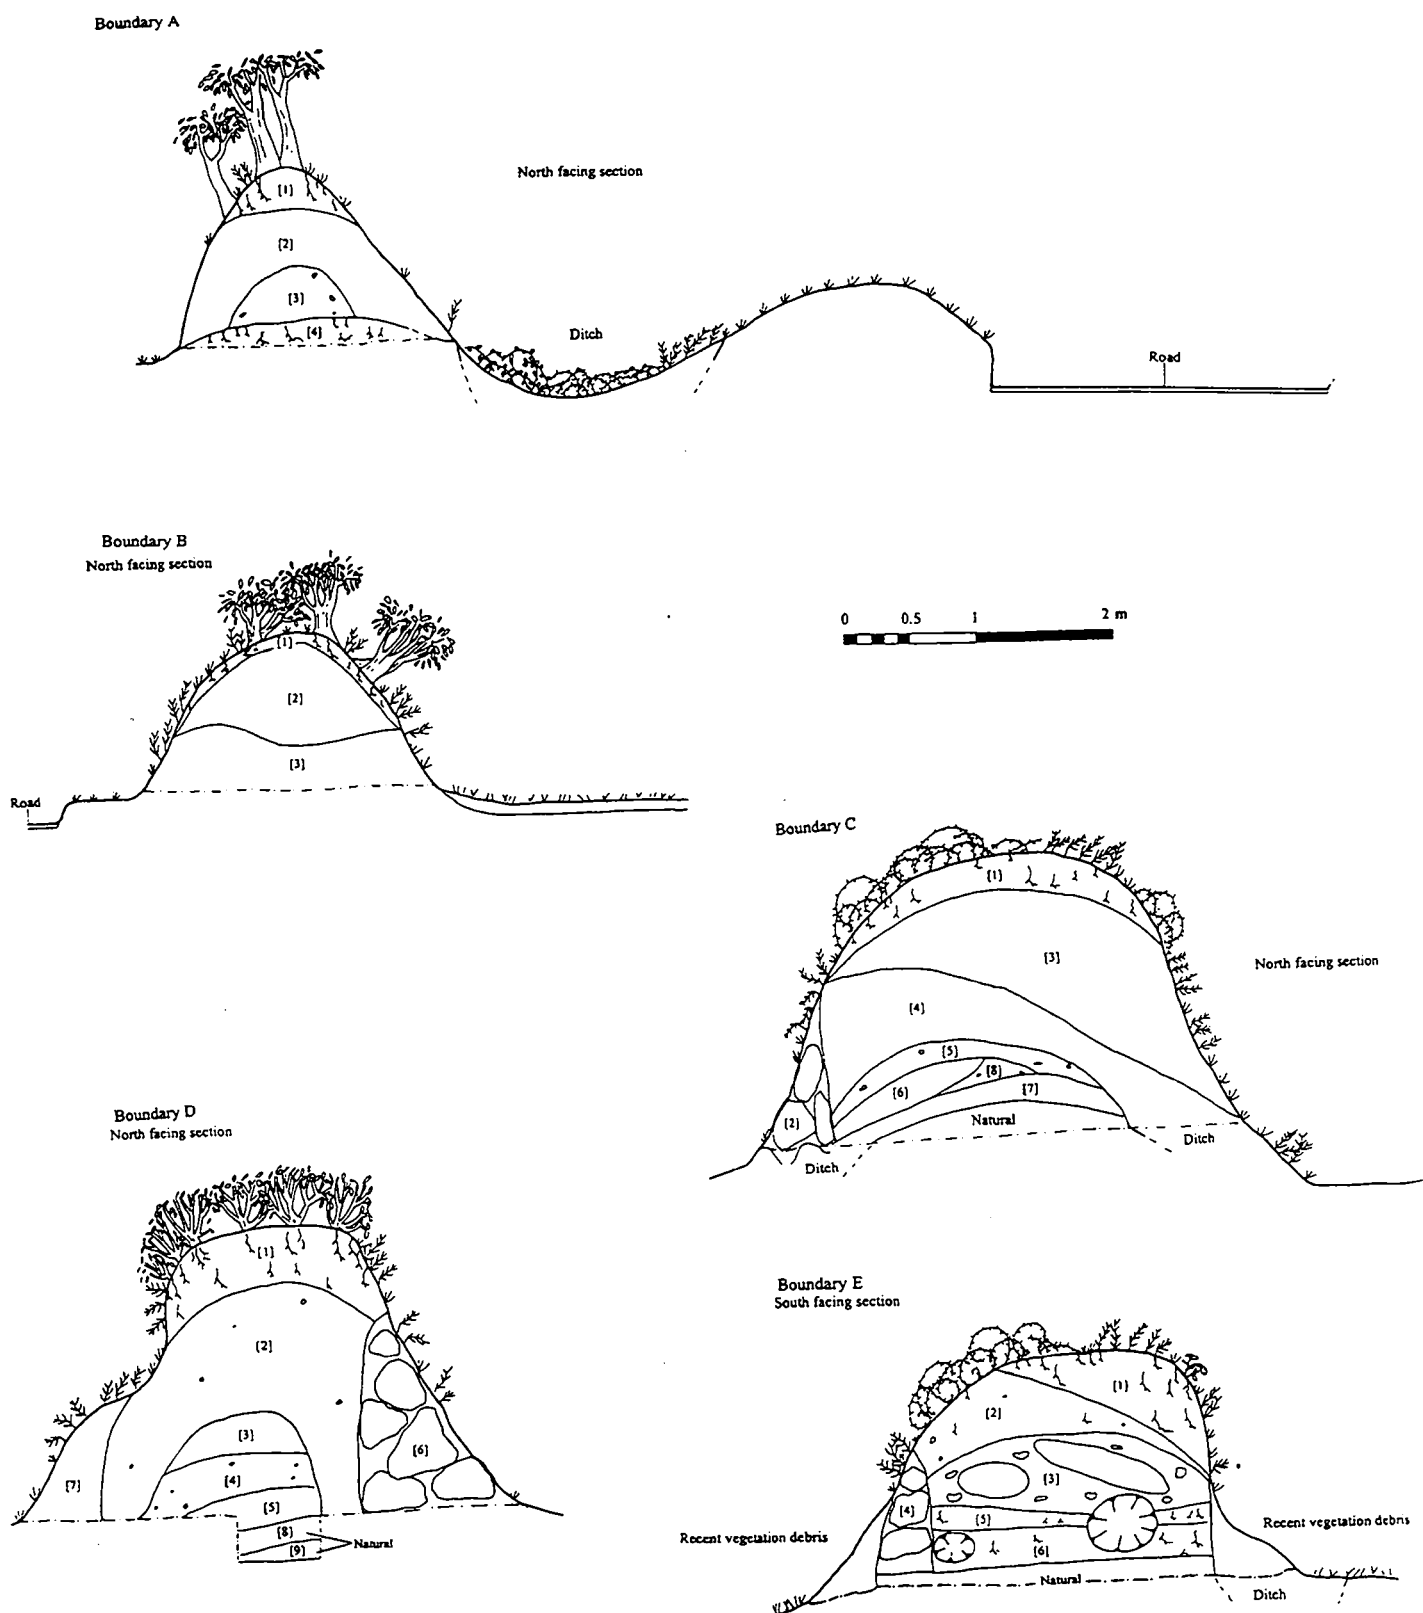 Boundary A
North facing section
[1]
[2]
[3]
[4]
Ditch
Road
Boundary B
North facing section
[1]
[2]
[3]
Road
0 0.5 1 2 m
Boundary C
North facing section
[1]
[3]
[4]
[5]
[8]
[6]
[7]
[2]
Natural
Ditch
Ditch
Boundary D
North facing section
[1]
[2]
[3]
[4]
[5]
[6]
[7]
[8]
[9]
Natural
Boundary E
South facing section
[1]
[2]
[3]
[4]
[5]
[6]
Recent vegetation debris
Recent vegetation debris
Natural
Ditch